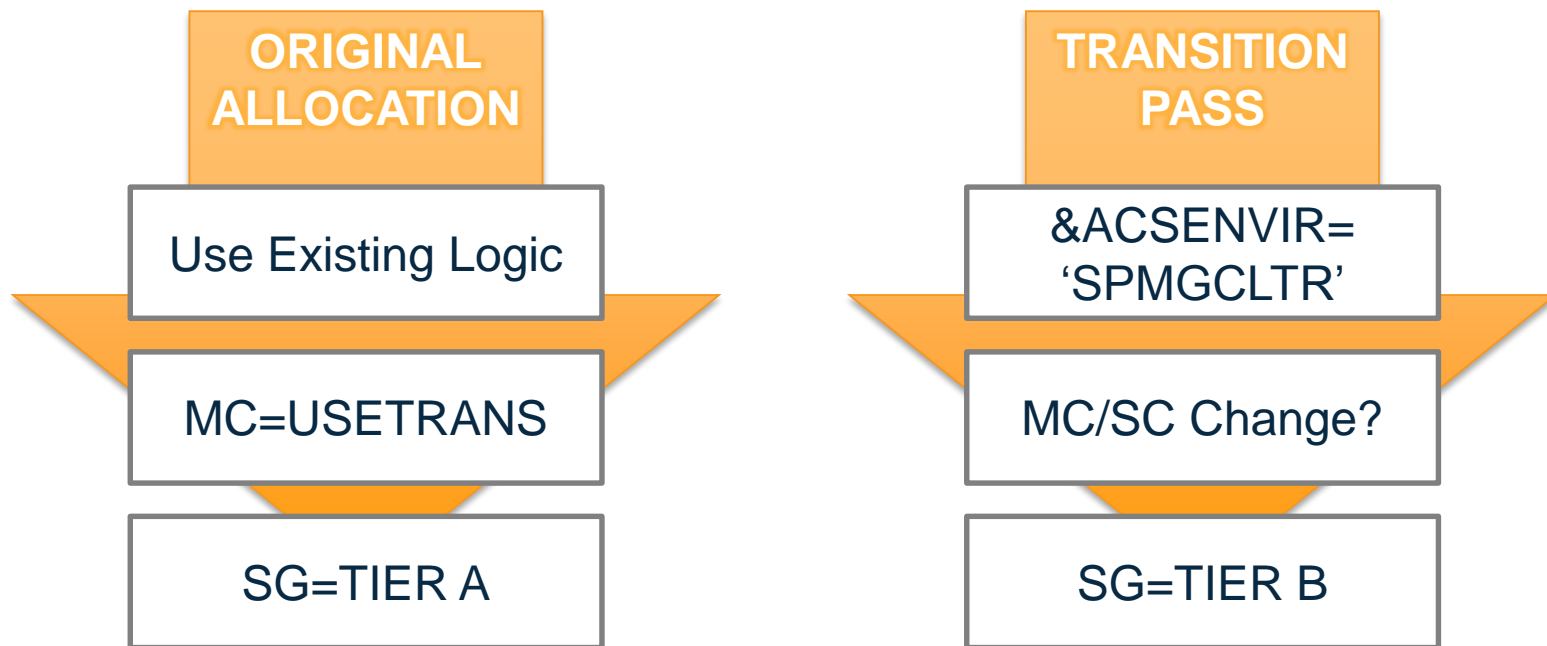 ORIGINAL
ALLOCATION
Use Existing Logic
MC=USETRANS
SG=TIER A
TRANSITION
PASS
&ACSENVIR=
‘SPMGCLTR’
MC/SC Change?
SG=TIER B